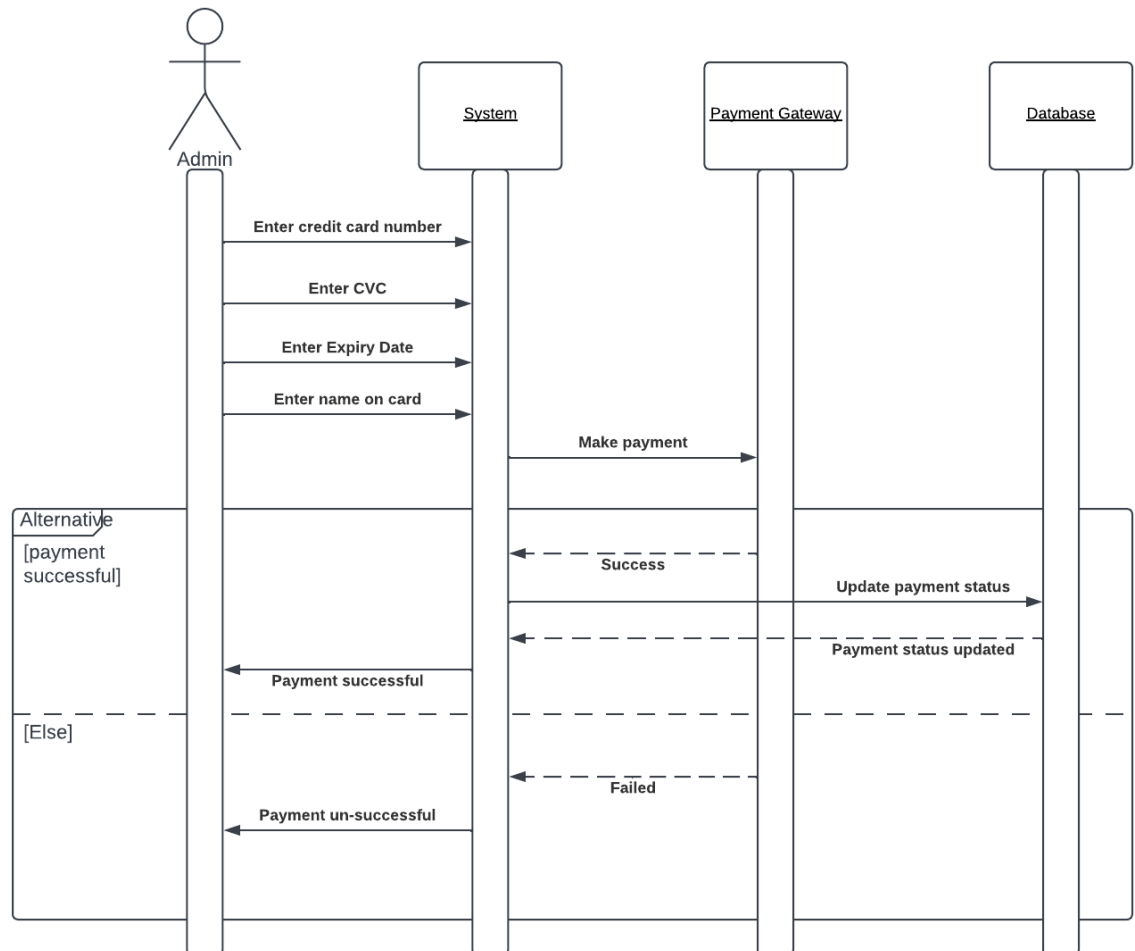 Admin
System
Payment Gateway
Database
Enter credit card number
Enter CVC
Enter Expiry Date
Enter name on card
Make payment
Alternative
[payment
successful]
Success
Update payment status
Payment status updated
Payment successful
[Else]
Failed
Payment un-successful